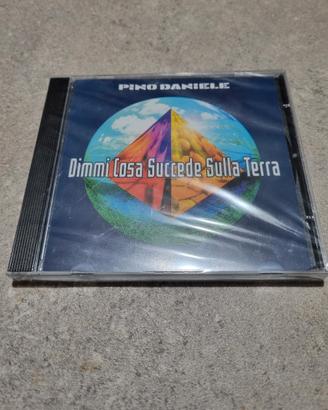 PINO DANIELE
Dimmi Cosa Succede Sulla Terra